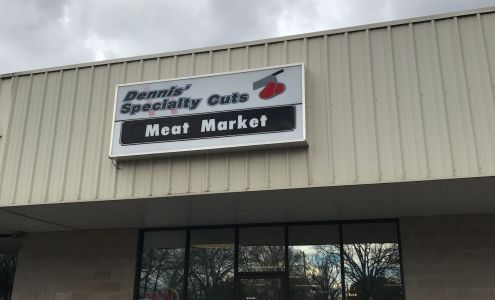 Dennis'
Specialty Cuts
Meat Market